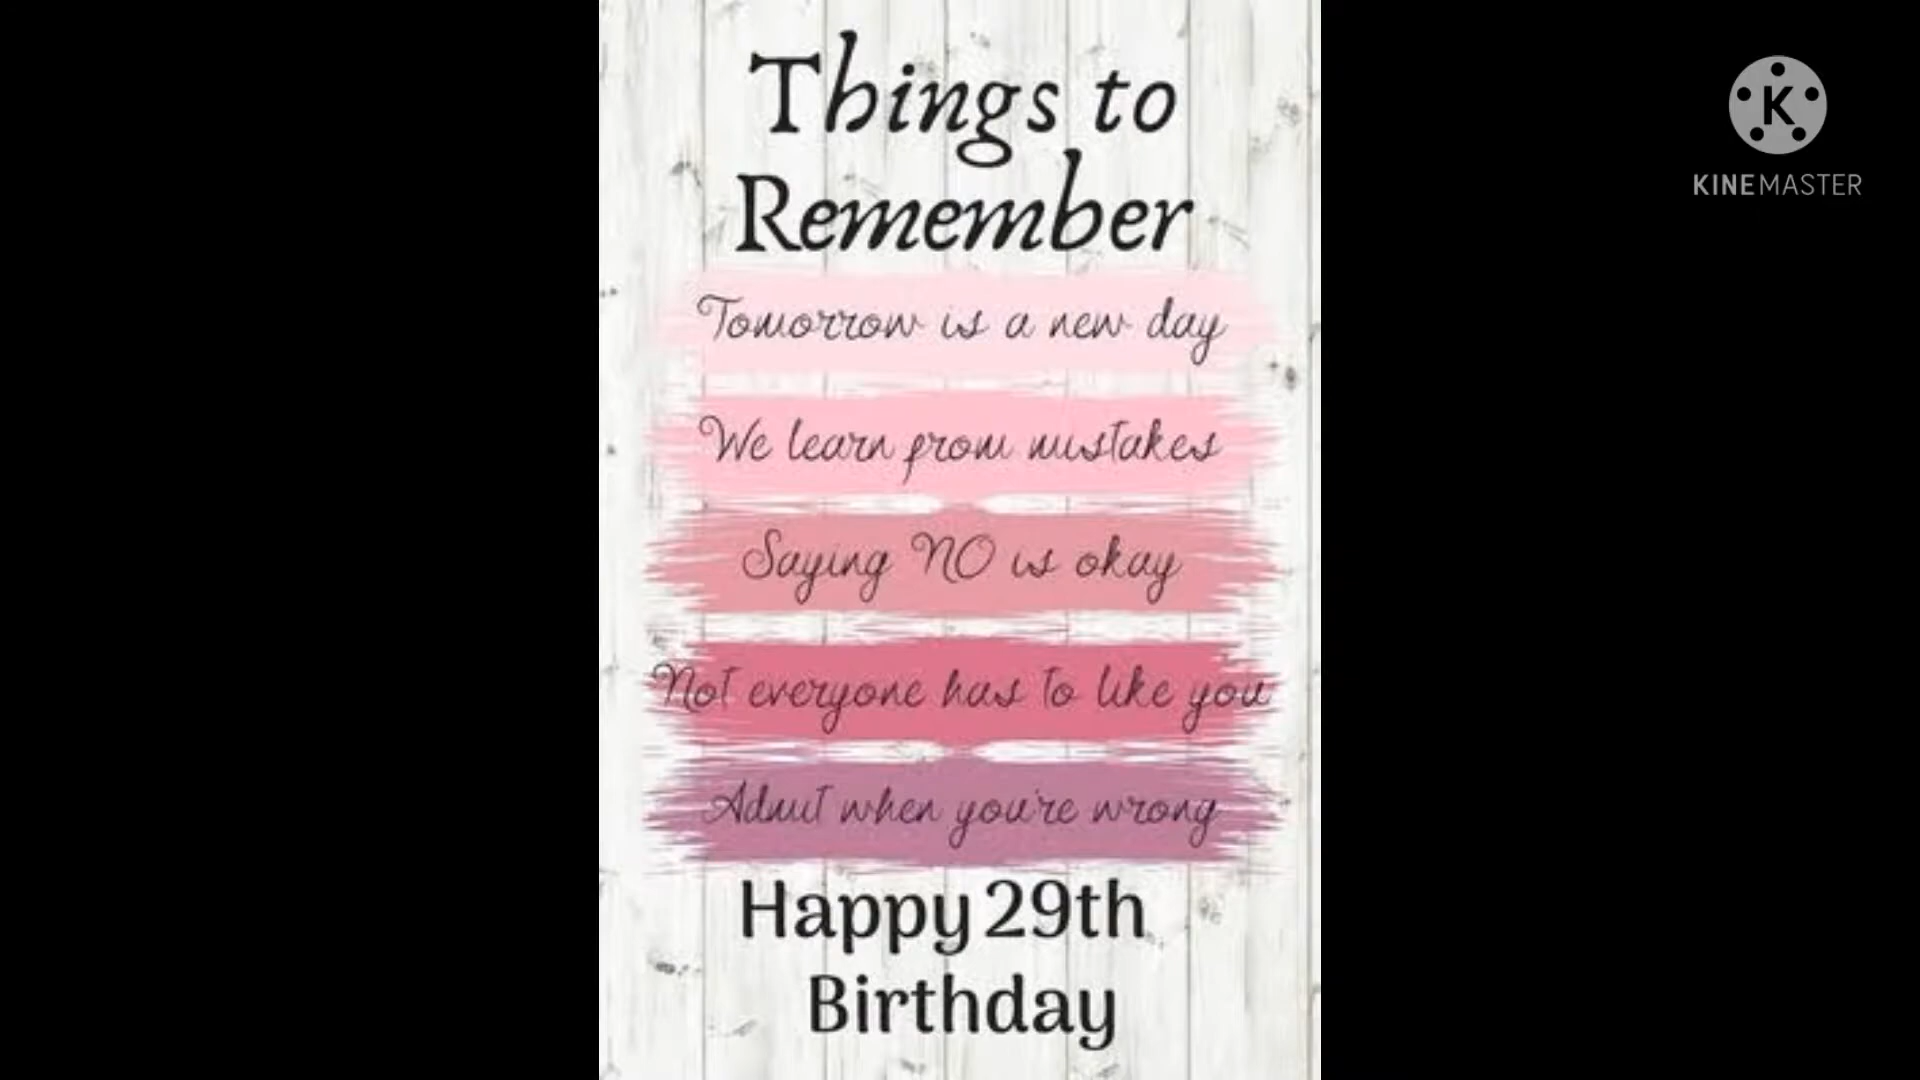 Things to
Remember
Tomorrow is a new day
We learn from mistakes
Saying NO is okay
Not everyone has to like you
Admit when you're wrong
Happy 29th
Birthday
K
KINEMASTER